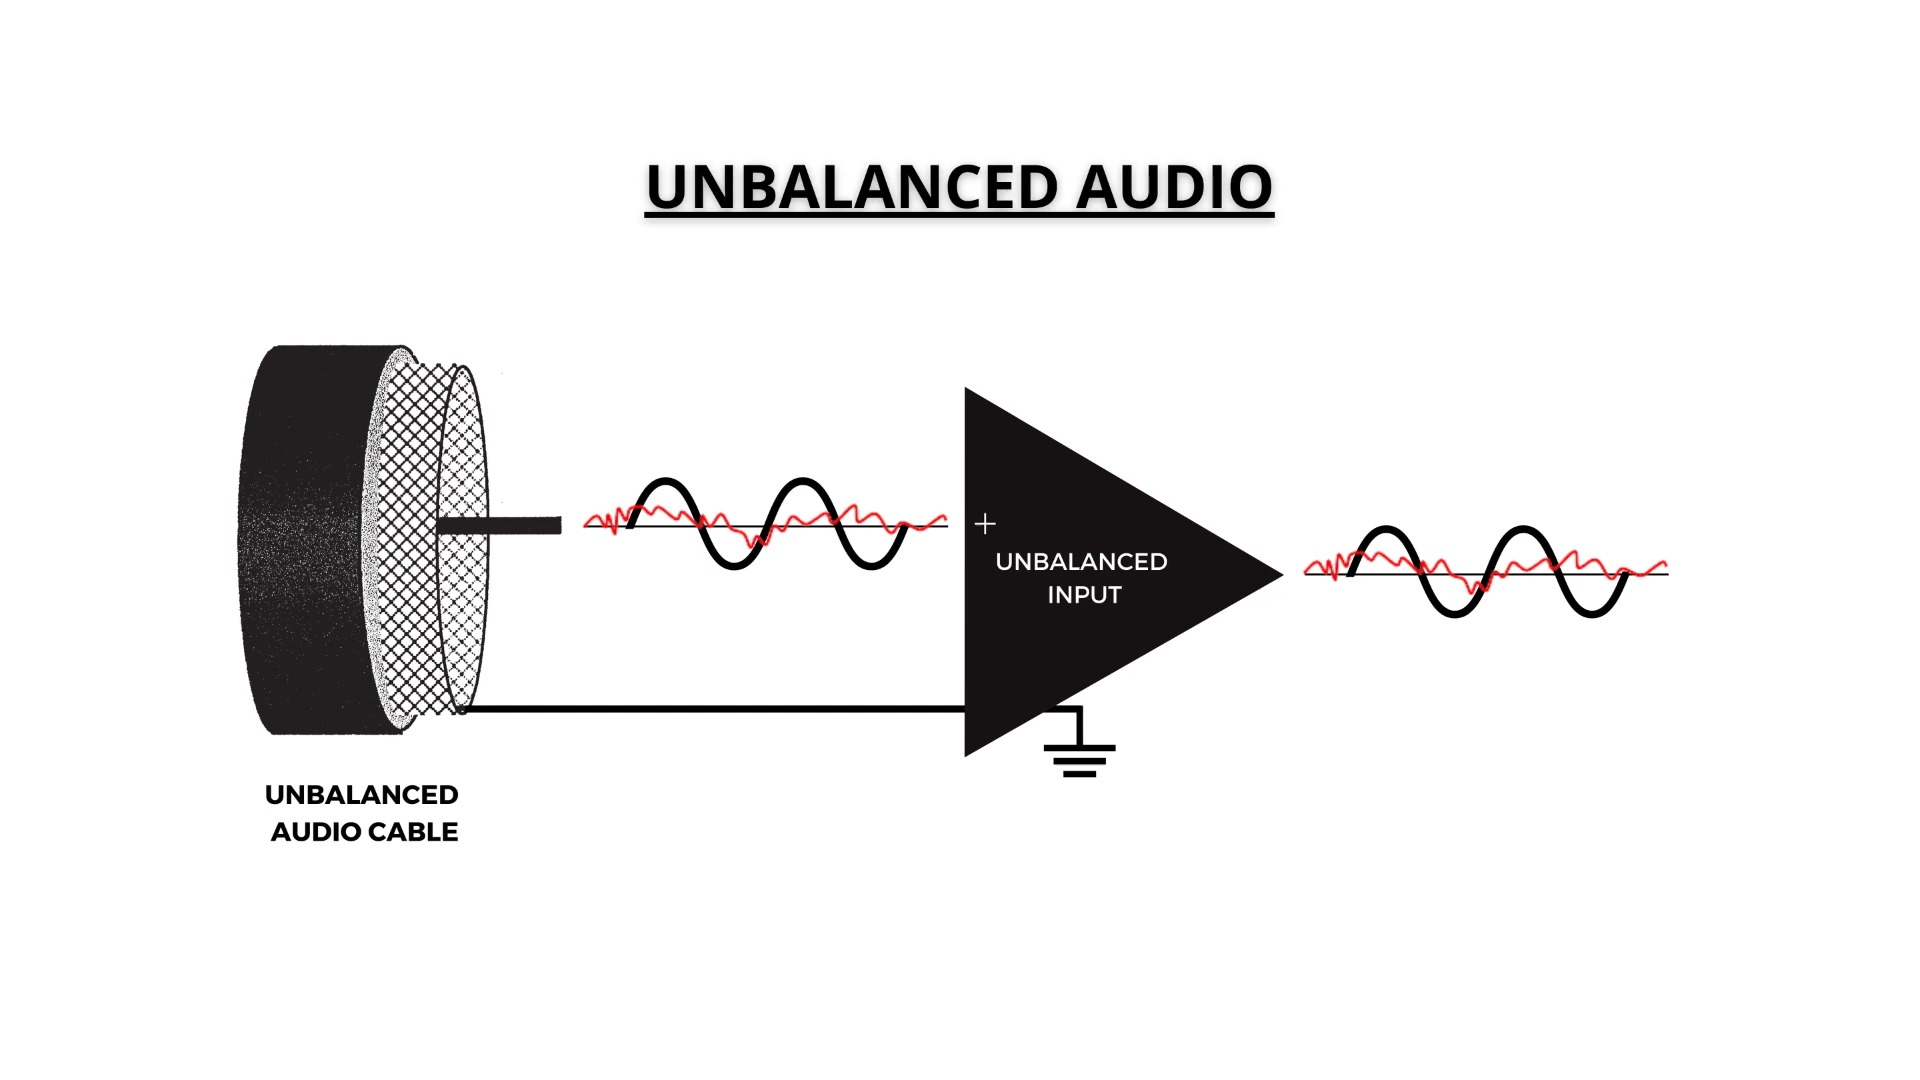 UNBALANCED AUDIO
+
UNBALANCED
INPUT
UNBALANCED
AUDIO CABLE